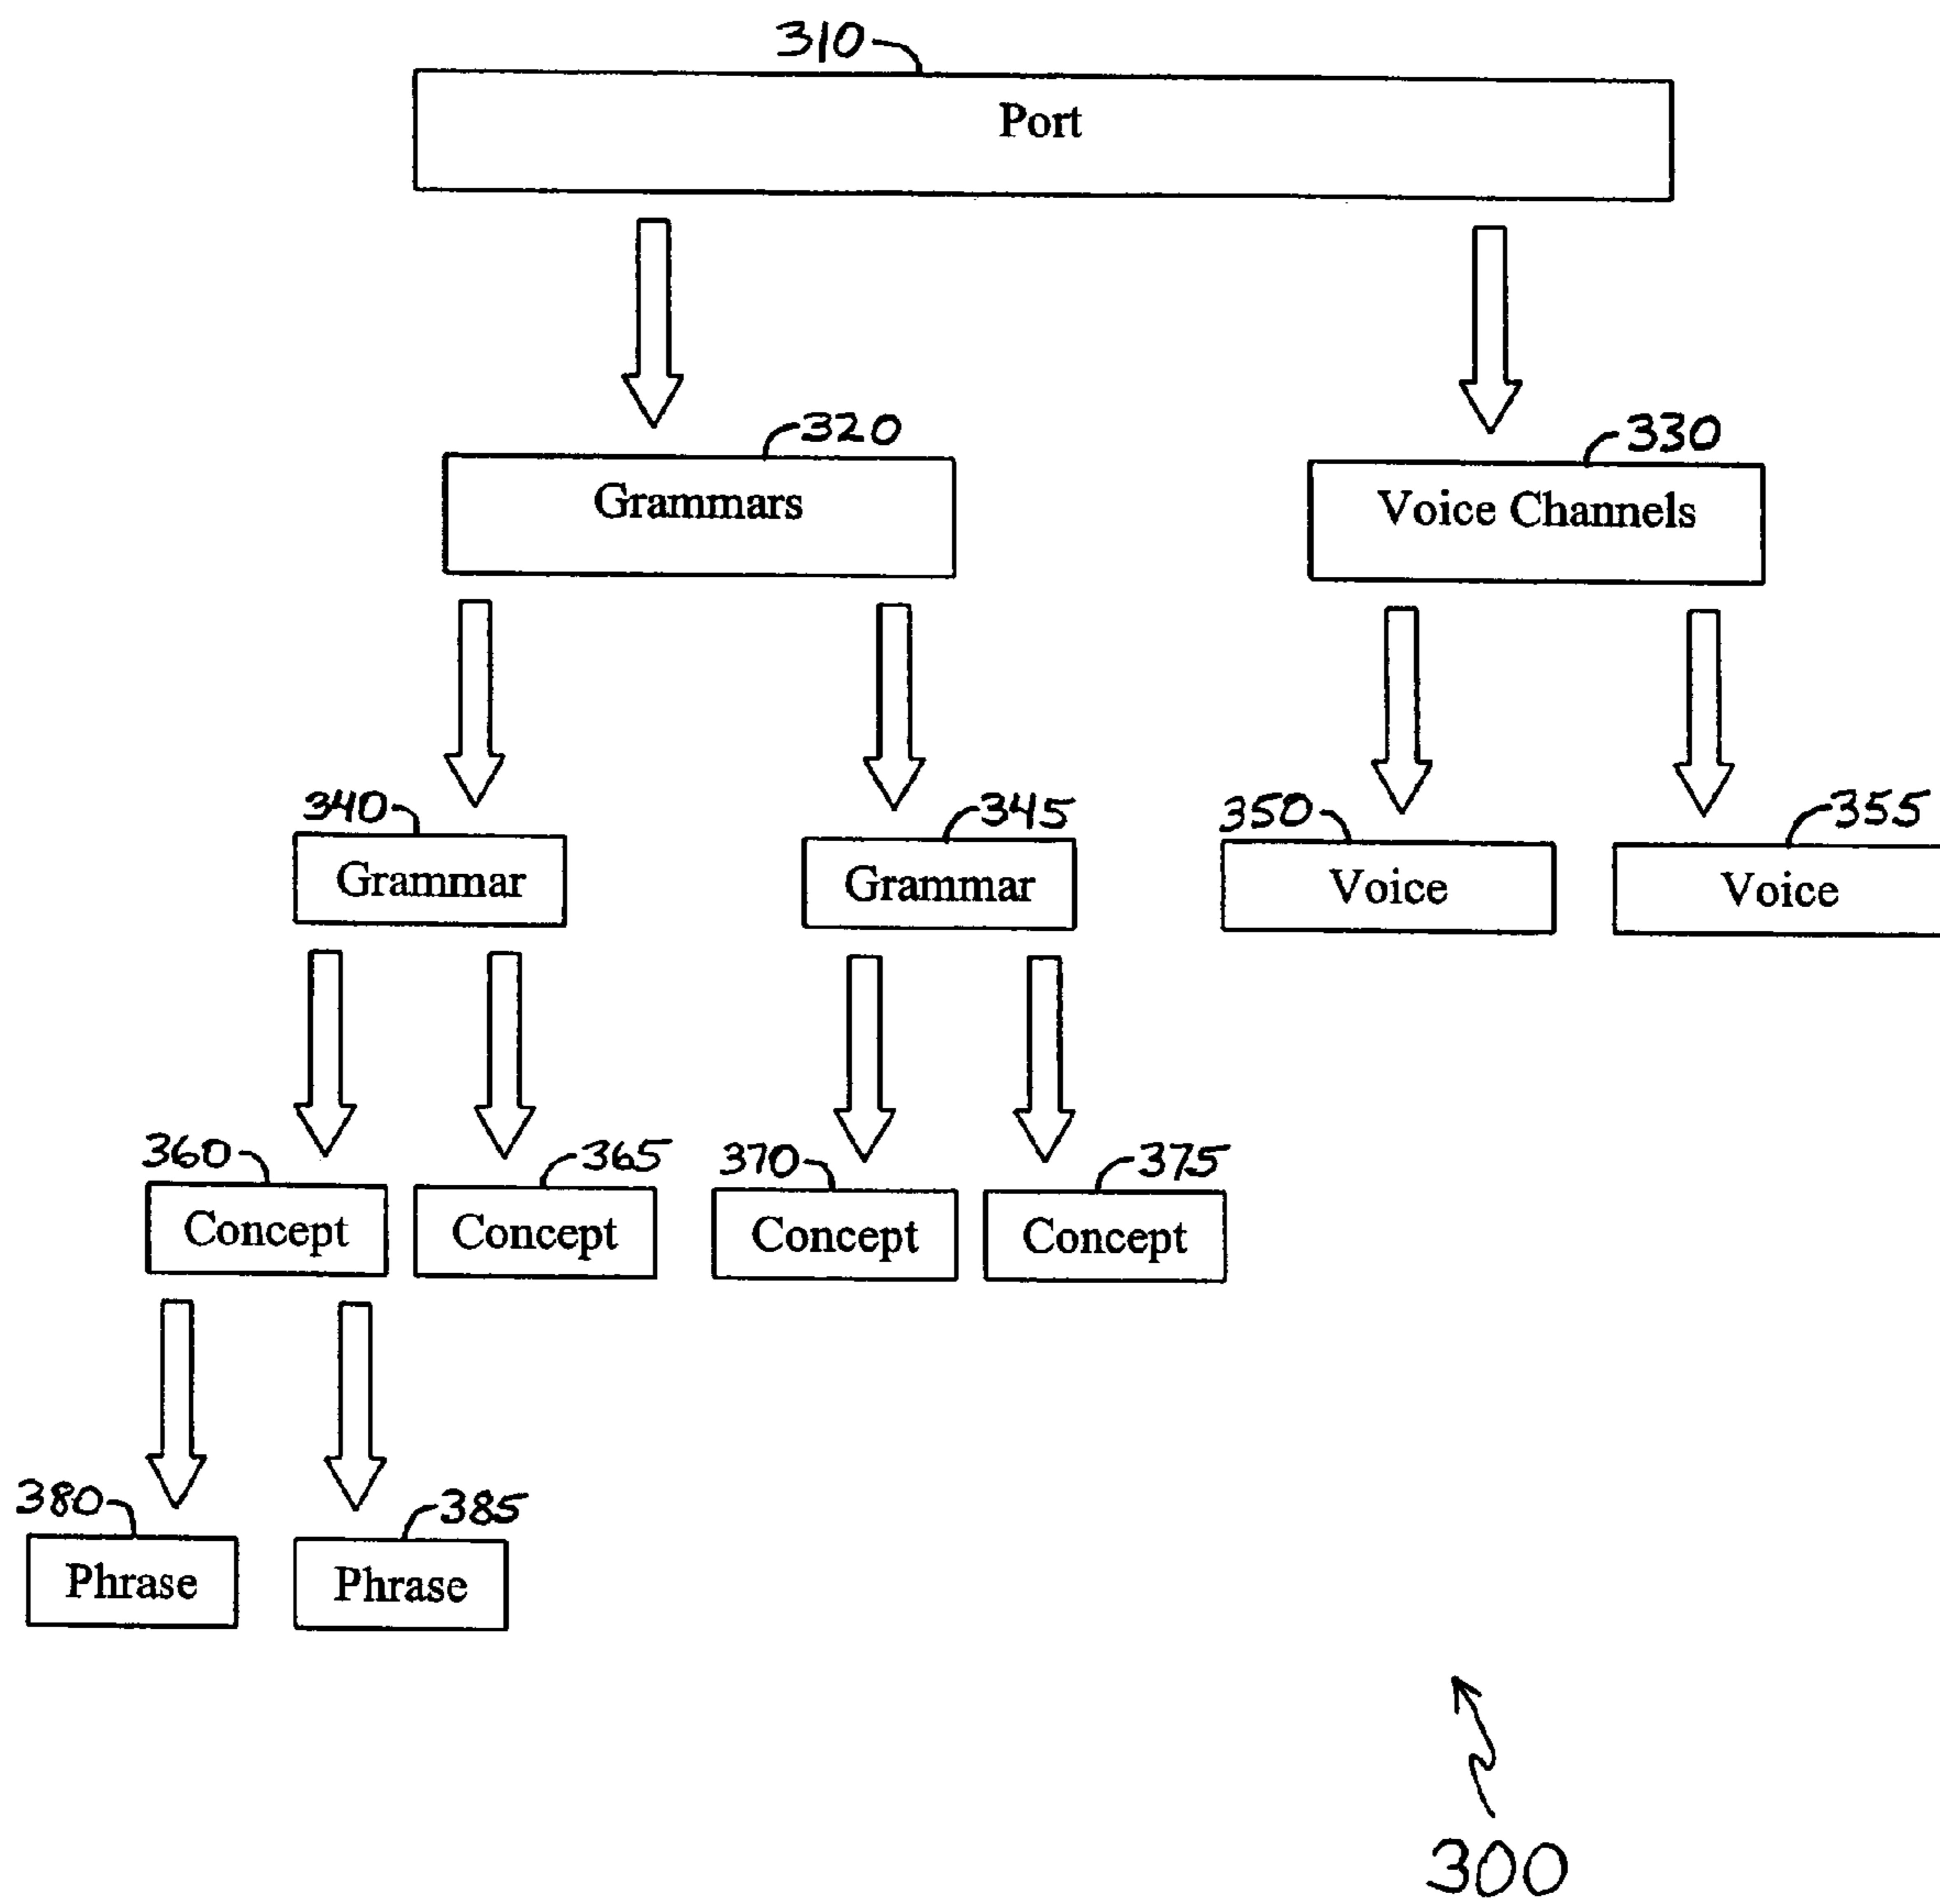 310
Port
320
330
Grammars
Voice Channels
340
345
350
355
Grammar
Grammar
Voice
Voice
360
365
370
375
Concept
Concept
Concept
Concept
380
385
Phrase
Phrase
300